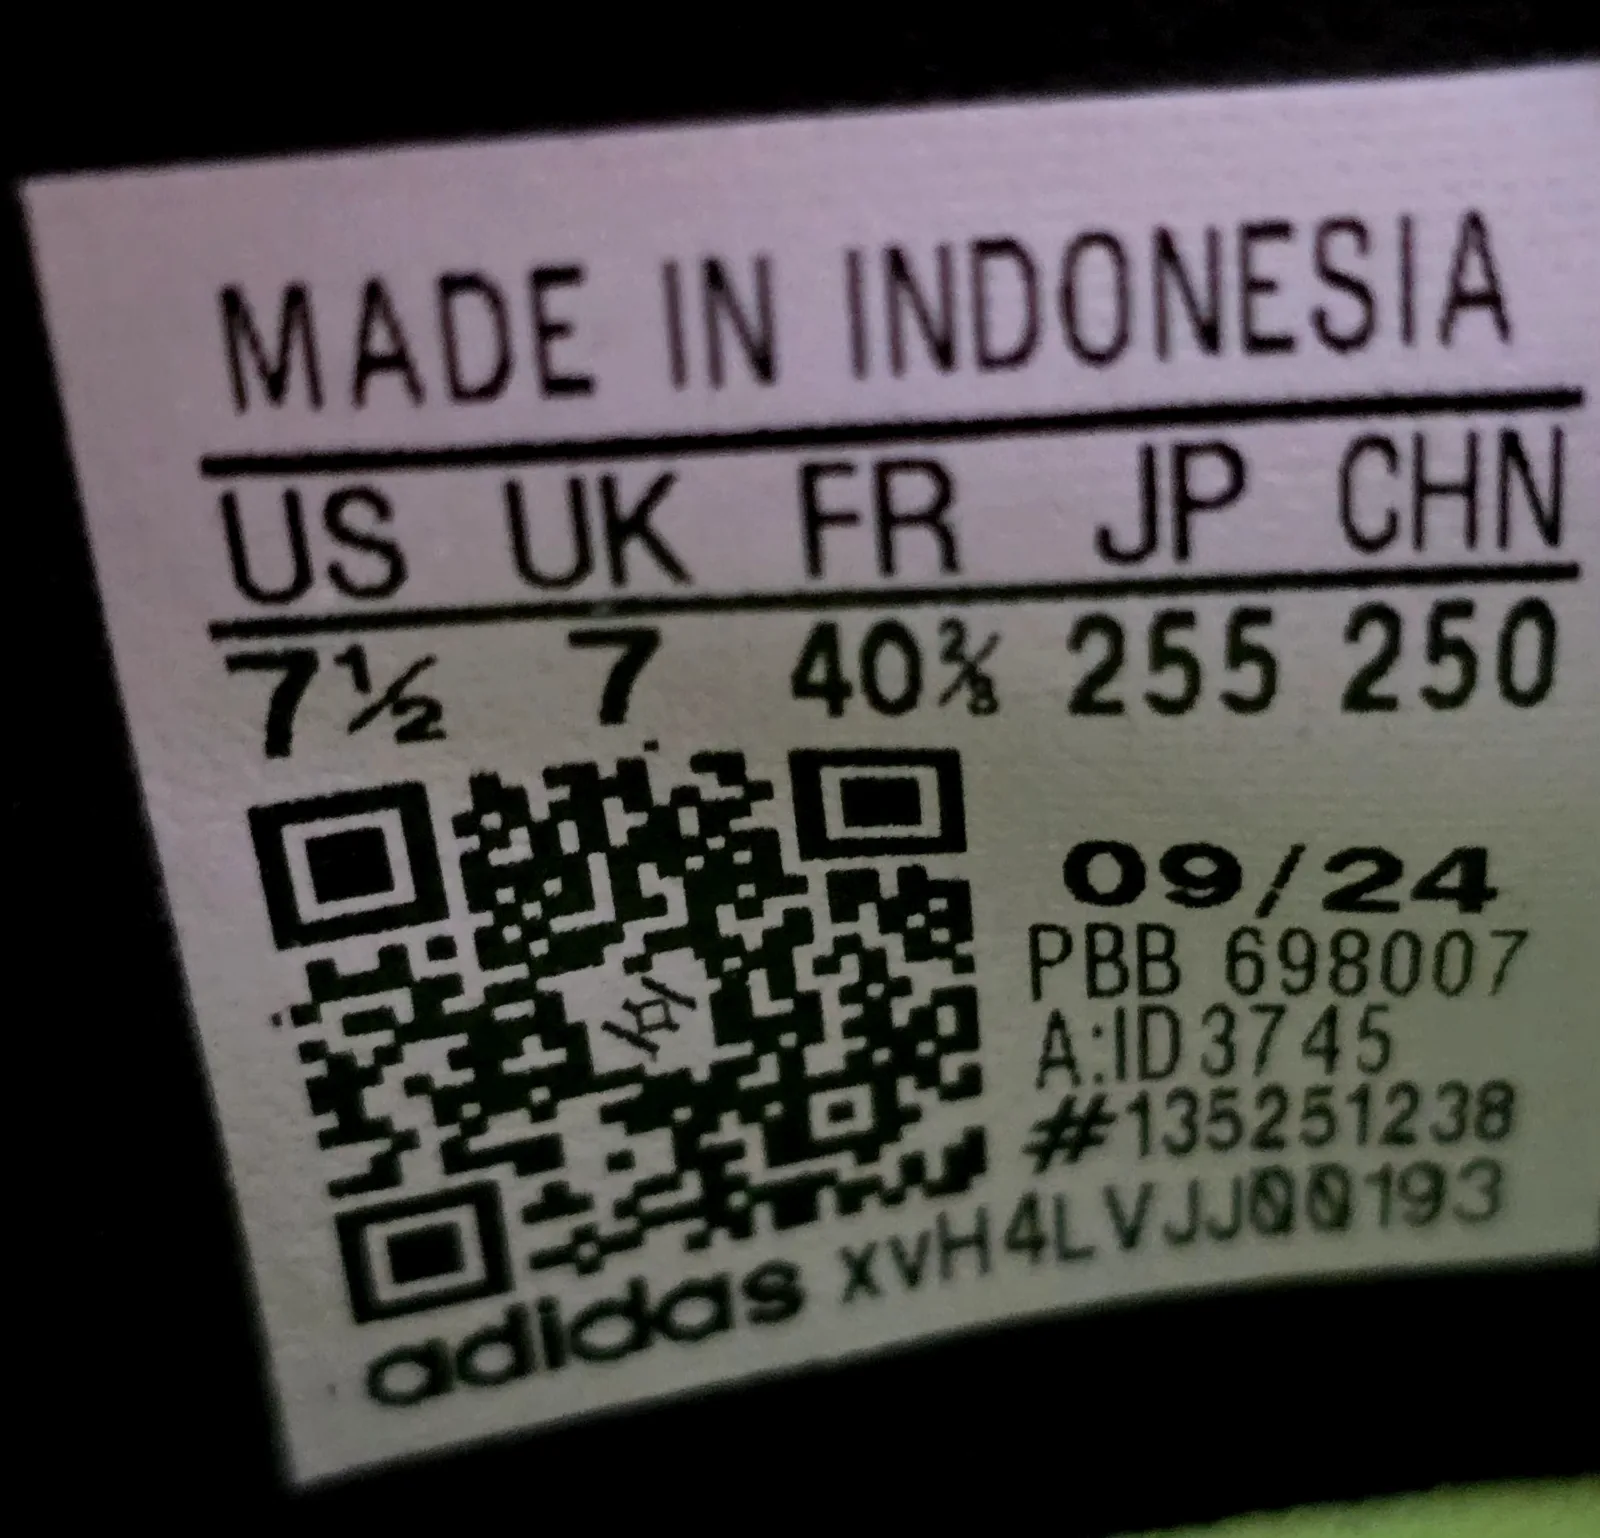 MADE IN INDONESIA
US UK FR JP CHN
7½ 7 40⅔ 255 250
09/24
PBB 698007
A:ID3745
#135251238
adidas xvH4LVJJ00193